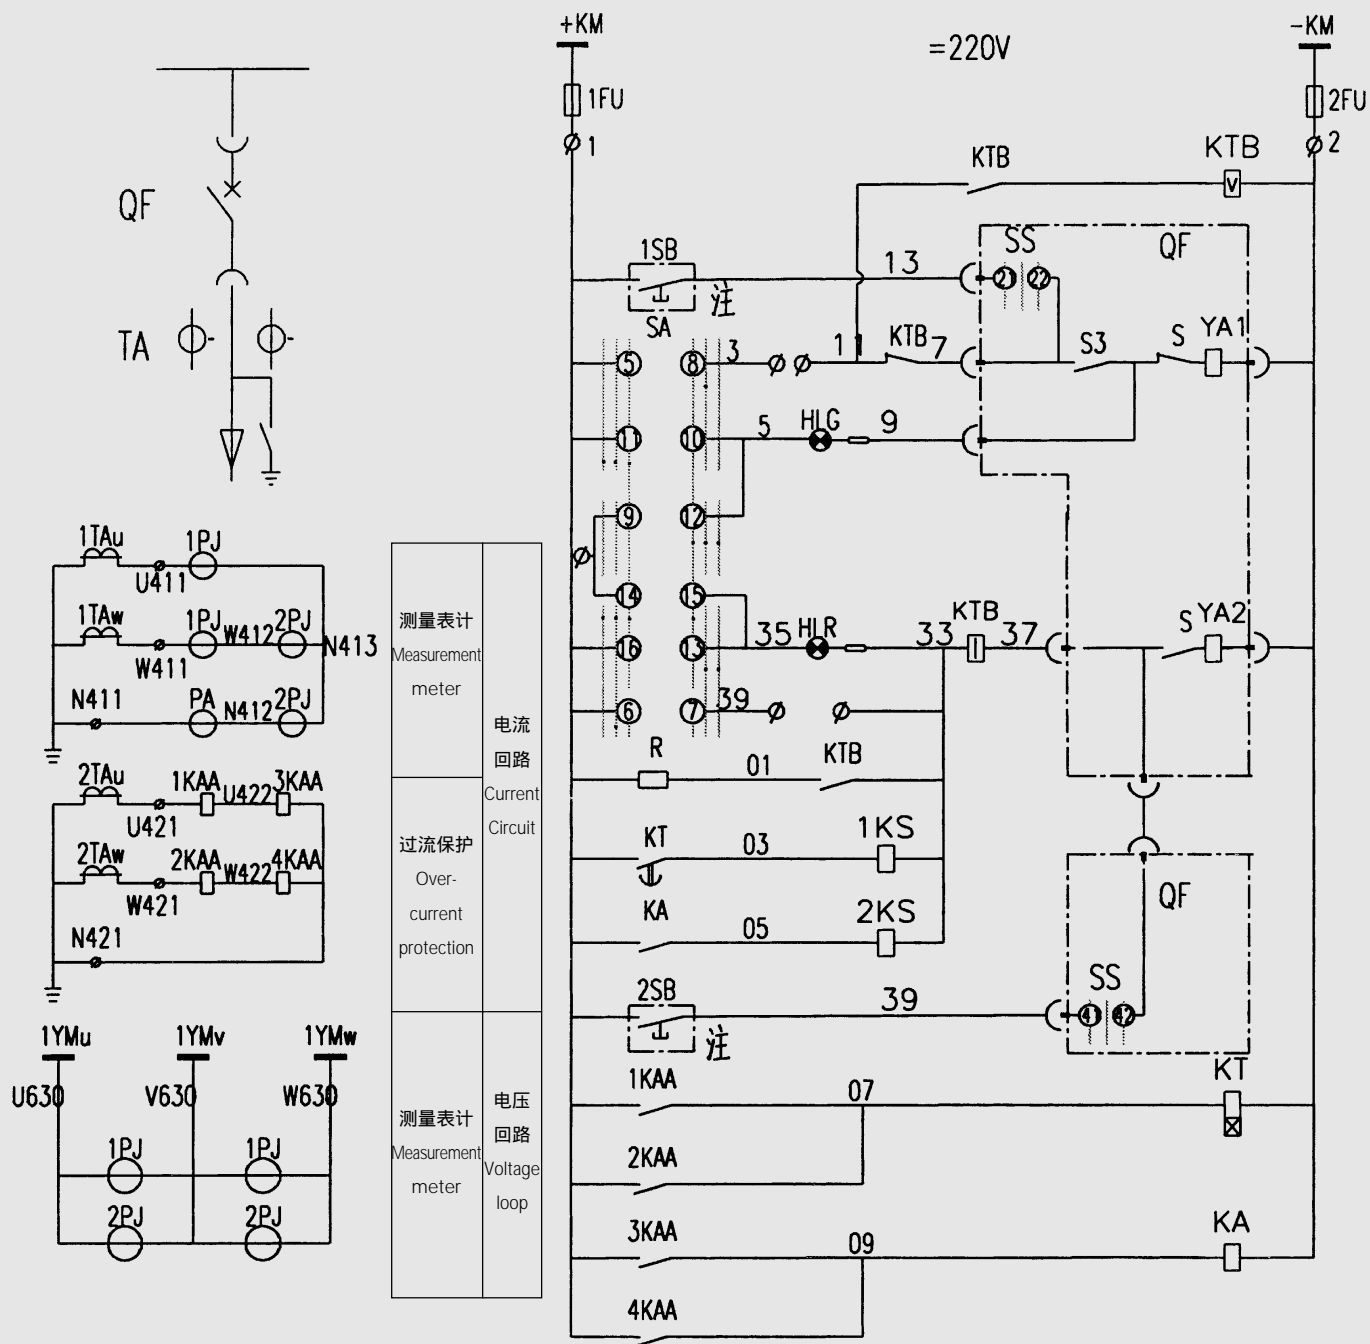 +KM
-KM
=220V
1FU
2FU
1
2
KTB
KTB
V
QF
1SB
13
SS
21
22
QF
注
TA
SA
5
8
3
11
KTB
7
S3
S
YA1
11
10
5
HLG
9
9
12
1TAu
U411
1PJ
14
15
1TAw
W411
1PJ
W412
2PJ
N413
16
13
35
HLR
33
KTB
37
S
YA2
N411
PA
N412
2PJ
6
7
39
R
01
KTB
2TAu
U421
1KAA
U422
3KAA
KT
03
1KS
2TAw
W421
2KAA
W422
4KAA
KA
05
2KS
QF
N421
2SB
39
SS
41
42
注
测量表计
Measurement
meter
过流保护
Over-
current
protection
电流
回路
Current
Circuit
测量表计
Measurement
meter
电压
回路
Voltage
loop
1YMu
1YMv
1YMw
U630
V630
W630
1PJ
1PJ
2PJ
2PJ
1KAA
07
KT
2KAA
3KAA
09
KA
4KAA